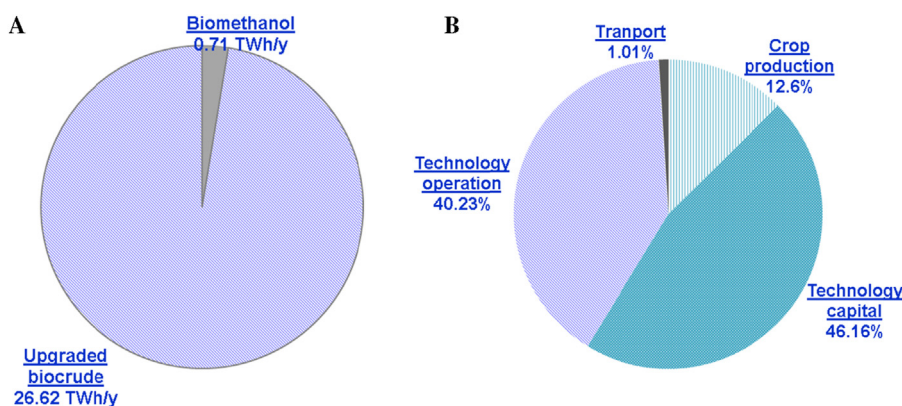 A
Biomethanol
0.71 TWh/y
Upgraded
biocrude
26.62 TWh/y
B
Tranport
1.01%
Crop
production
12.6%
Technology
operation
40.23%
Technology
capital
46.16%